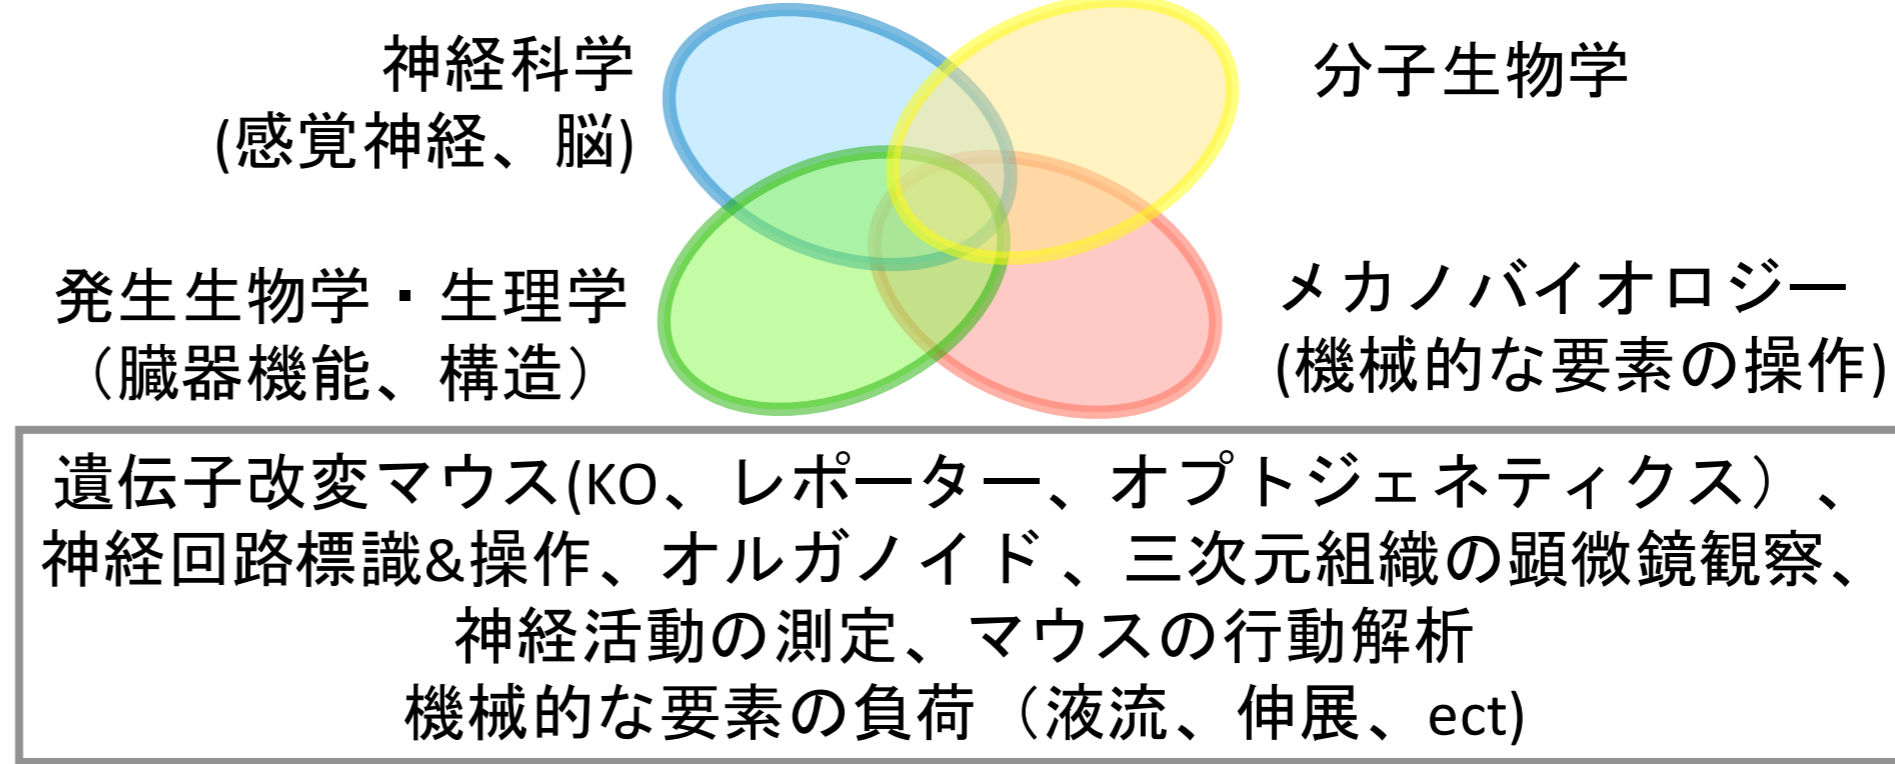 神経科学
(感覚神経、脳)
分子生物学
発生生物学・生理学
（臓器機能、構造）
メカノバイオロジー
(機械的な要素の操作)
遺伝子改変マウス(KO、レポーター、オプトジェネティクス）、
神経回路標識&操作、オルガノイド 、三次元組織の顕微鏡観察、
神経活動の測定、マウスの行動解析
機械的な要素の負荷（液流、伸展、ect)